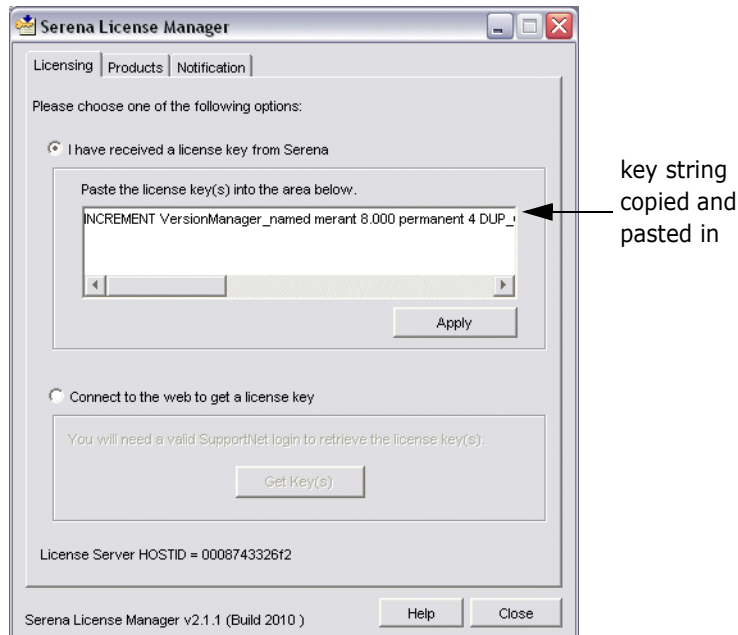 Serena License Manager
Licensing Products Notification
Please choose one of the following options:
I have received a license key from Serena
Paste the license key(s) into the area below.
INCREMENT VersionManager_named merant 8.000 permanent 4 DUP_
Apply
key string
copied and
pasted in
Connect to the web to get a license key
You will need a valid SupportNet login to retrieve the license key(s).
Get Key(s)
License Server HOSTID = 0008743326f2
Serena License Manager v2.1.1 (Build 2010 )
Help
Close